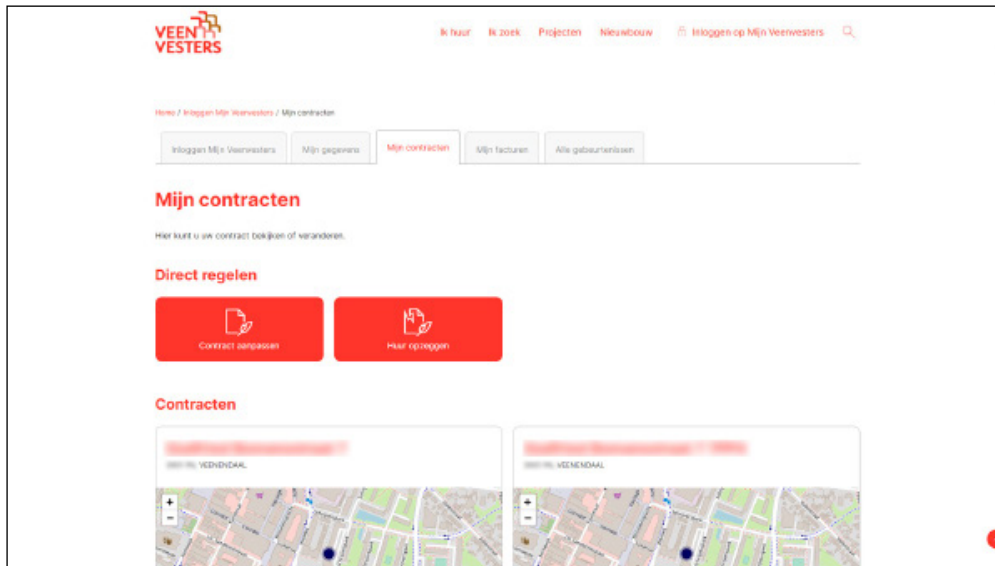 VEEN
VESTERS
Ik huur Ik zoek Projecten Nieuwbouw Inloggen op Mijn Veenvesters
Home / Inloggen Mijn Veenvesters / Mijn contracten
Inloggen Mijn Veenvesters Mijn gegevens Mijn contracten Mijn facturen Alle gebeurtenissen
Mijn contracten
Hier kunt u uw contract bekijken of veranderen.
Direct regelen
Contract aanpassen Huur opzeggen
Contracten
VEENENDAAL VEENENDAAL
+ +
− −